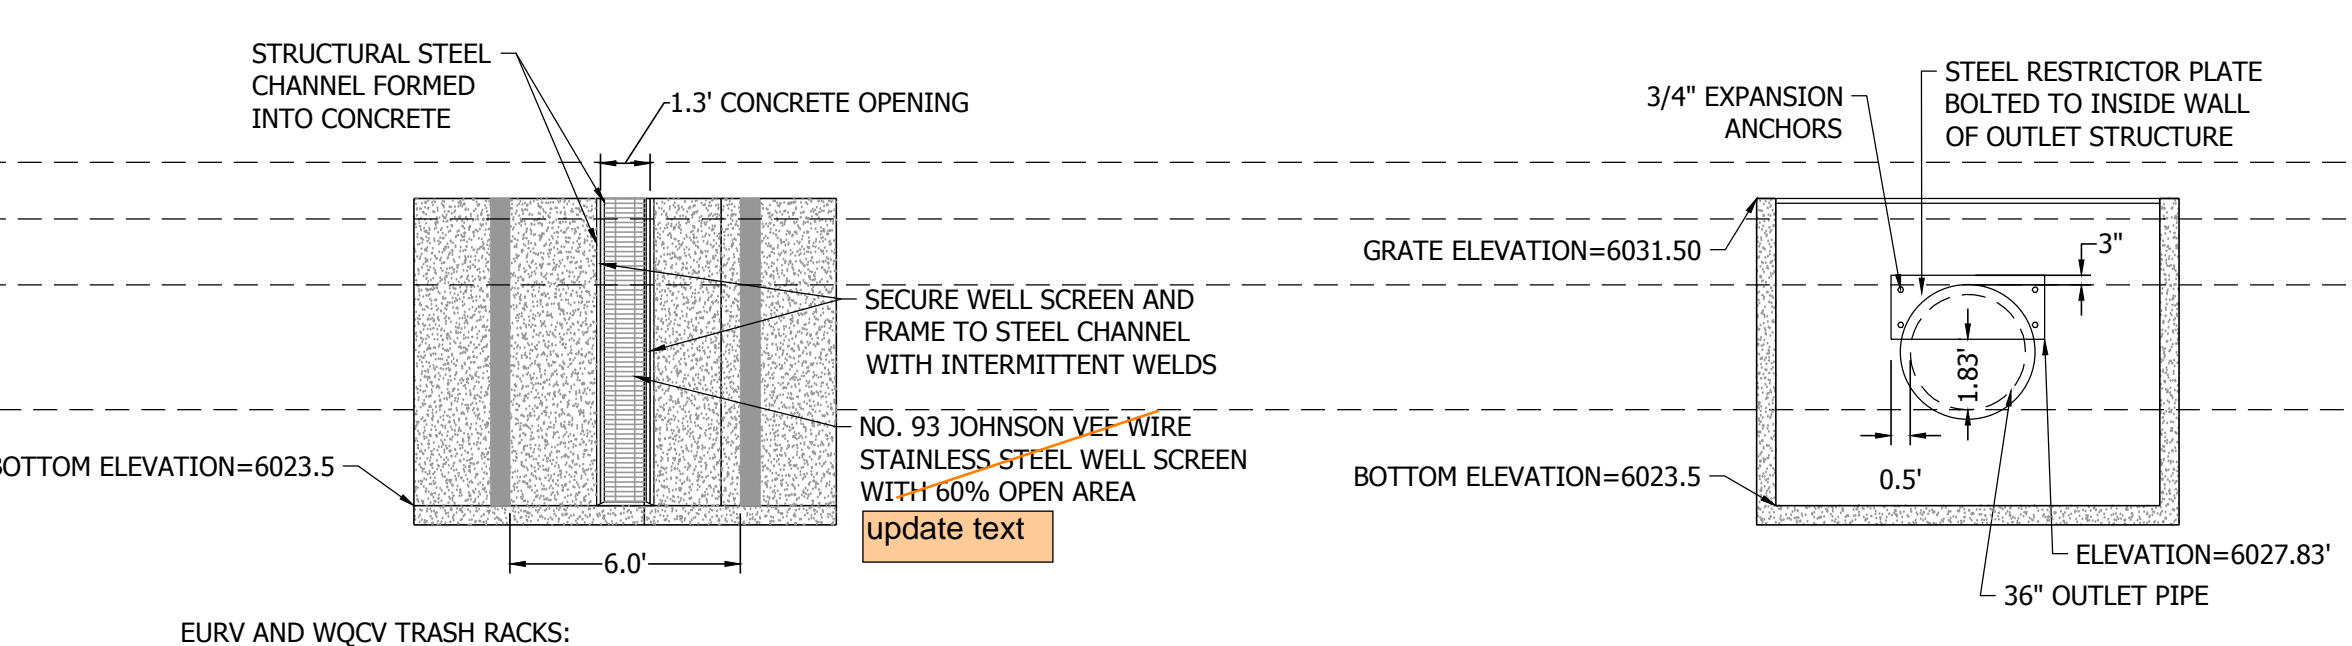 STRUCTURAL STEEL
CHANNEL FORMED
INTO CONCRETE
1.3' CONCRETE OPENING
SECURE WELL SCREEN AND
FRAME TO STEEL CHANNEL
WITH INTERMITTENT WELDS
NO. 93 JOHNSON VEE WIRE
STAINLESS STEEL WELL SCREEN
WITH 60% OPEN AREA
update text
BOTTOM ELEVATION=6023.5
6.0'
EURV AND WQCV TRASH RACKS:
3/4" EXPANSION
ANCHORS
STEEL RESTRICTOR PLATE
BOLTED TO INSIDE WALL
OF OUTLET STRUCTURE
GRATE ELEVATION=6031.50
3"
1.83'
0.5'
BOTTOM ELEVATION=6023.5
ELEVATION=6027.83'
36" OUTLET PIPE